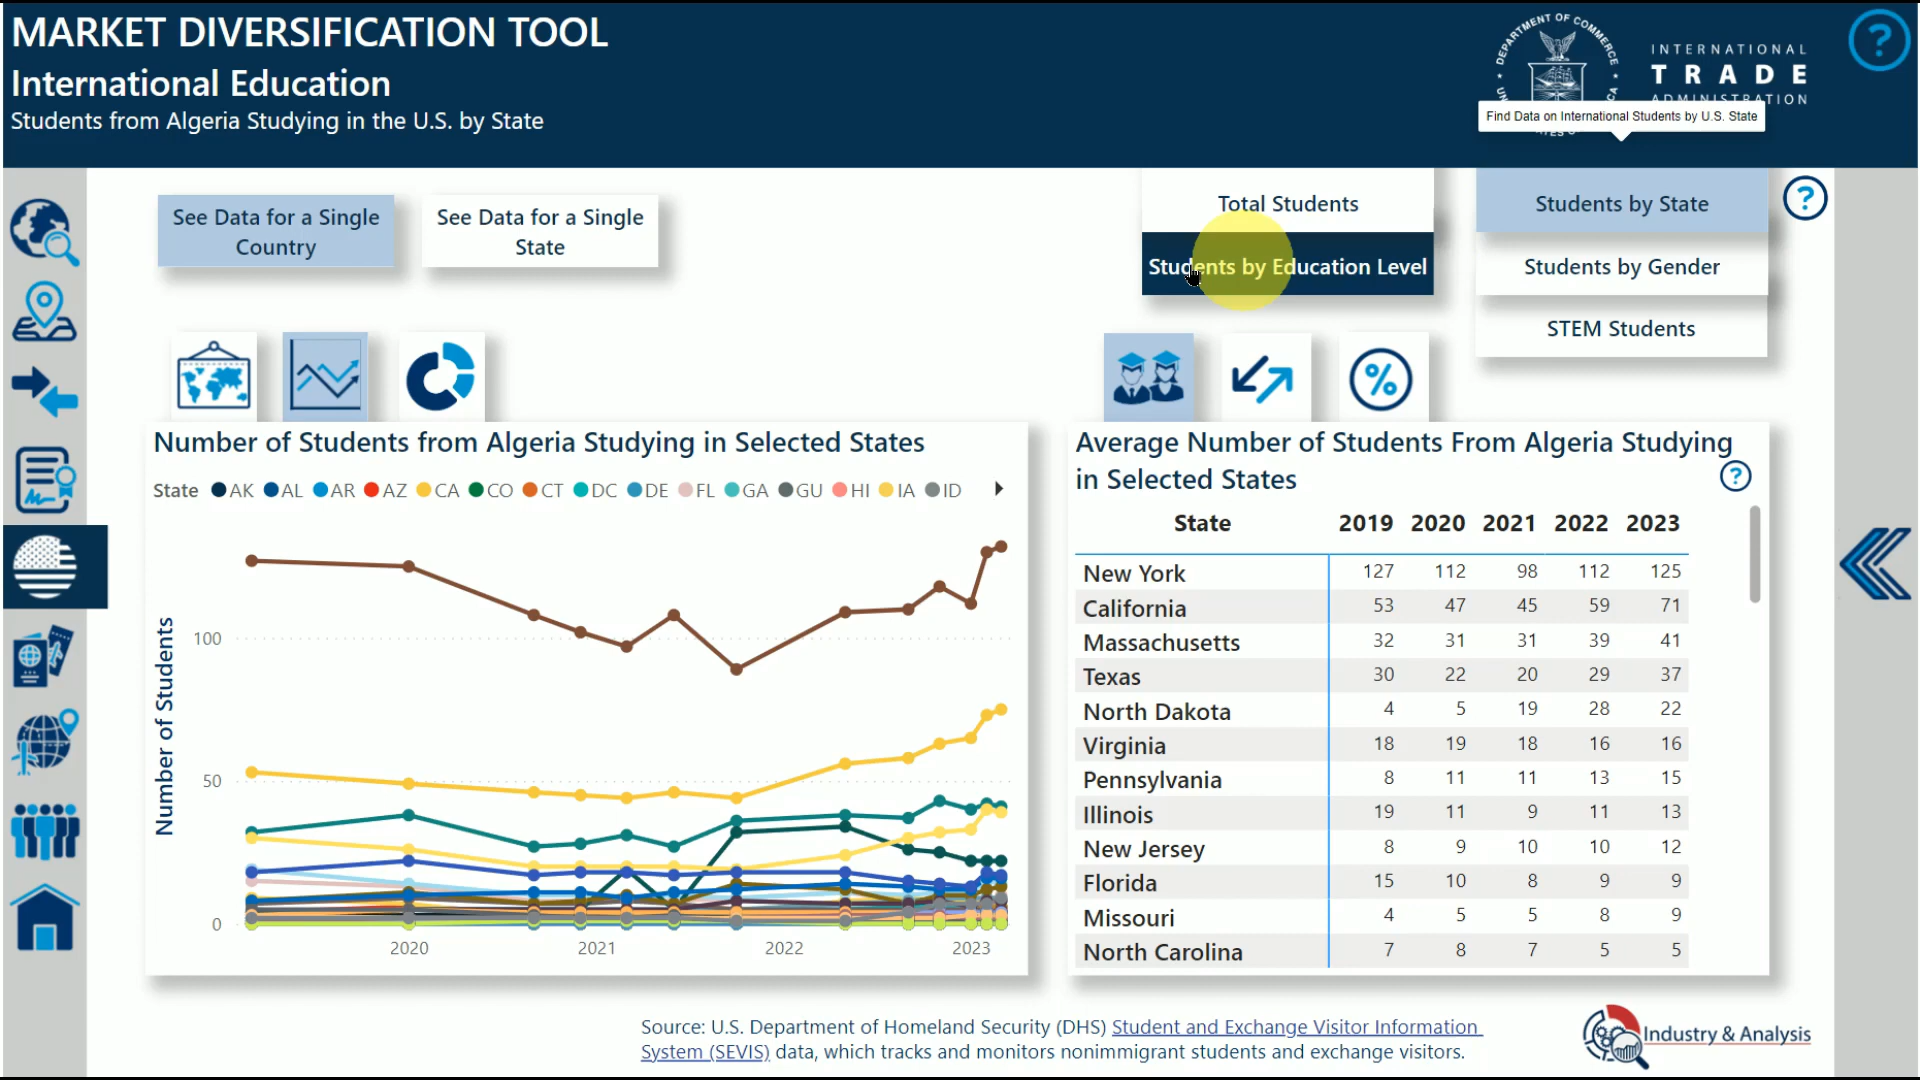 MARKET DIVERSIFICATION TOOL
International Education
Students from Algeria Studying in the U.S. by State
DEPARTMENT OF COMMERCE
INTERNATIONAL
TRADE
ADMINISTRATION
?
Find Data on International Students by U.S. State
See Data for a Single
Country
See Data for a Single
State
Total Students
Students by Education Level
Students by State
Students by Gender
STEM Students
?
%
Number of Students from Algeria Studying in Selected States
State AK AL AR AZ CA CO CT DC DE FL GA GU HI IA ID
Number of Students
100
50
0
2020 2021 2022 2023
Average Number of Students From Algeria Studying
in Selected States
?
State 2019 2020 2021 2022 2023
New York 127 112 98 112 125
California 53 47 45 59 71
Massachusetts 32 31 31 39 41
Texas 30 22 20 29 37
North Dakota 4 5 19 28 22
Virginia 18 19 18 16 16
Pennsylvania 8 11 11 13 15
Illinois 19 11 9 11 13
New Jersey 8 9 10 10 12
Florida 15 10 8 9 9
Missouri 4 5 5 8 9
North Carolina 7 8 7 5 5
Source: U.S. Department of Homeland Security (DHS) Student and Exchange Visitor Information
System (SEVIS) data, which tracks and monitors nonimmigrant students and exchange visitors.
Industry & Analysis